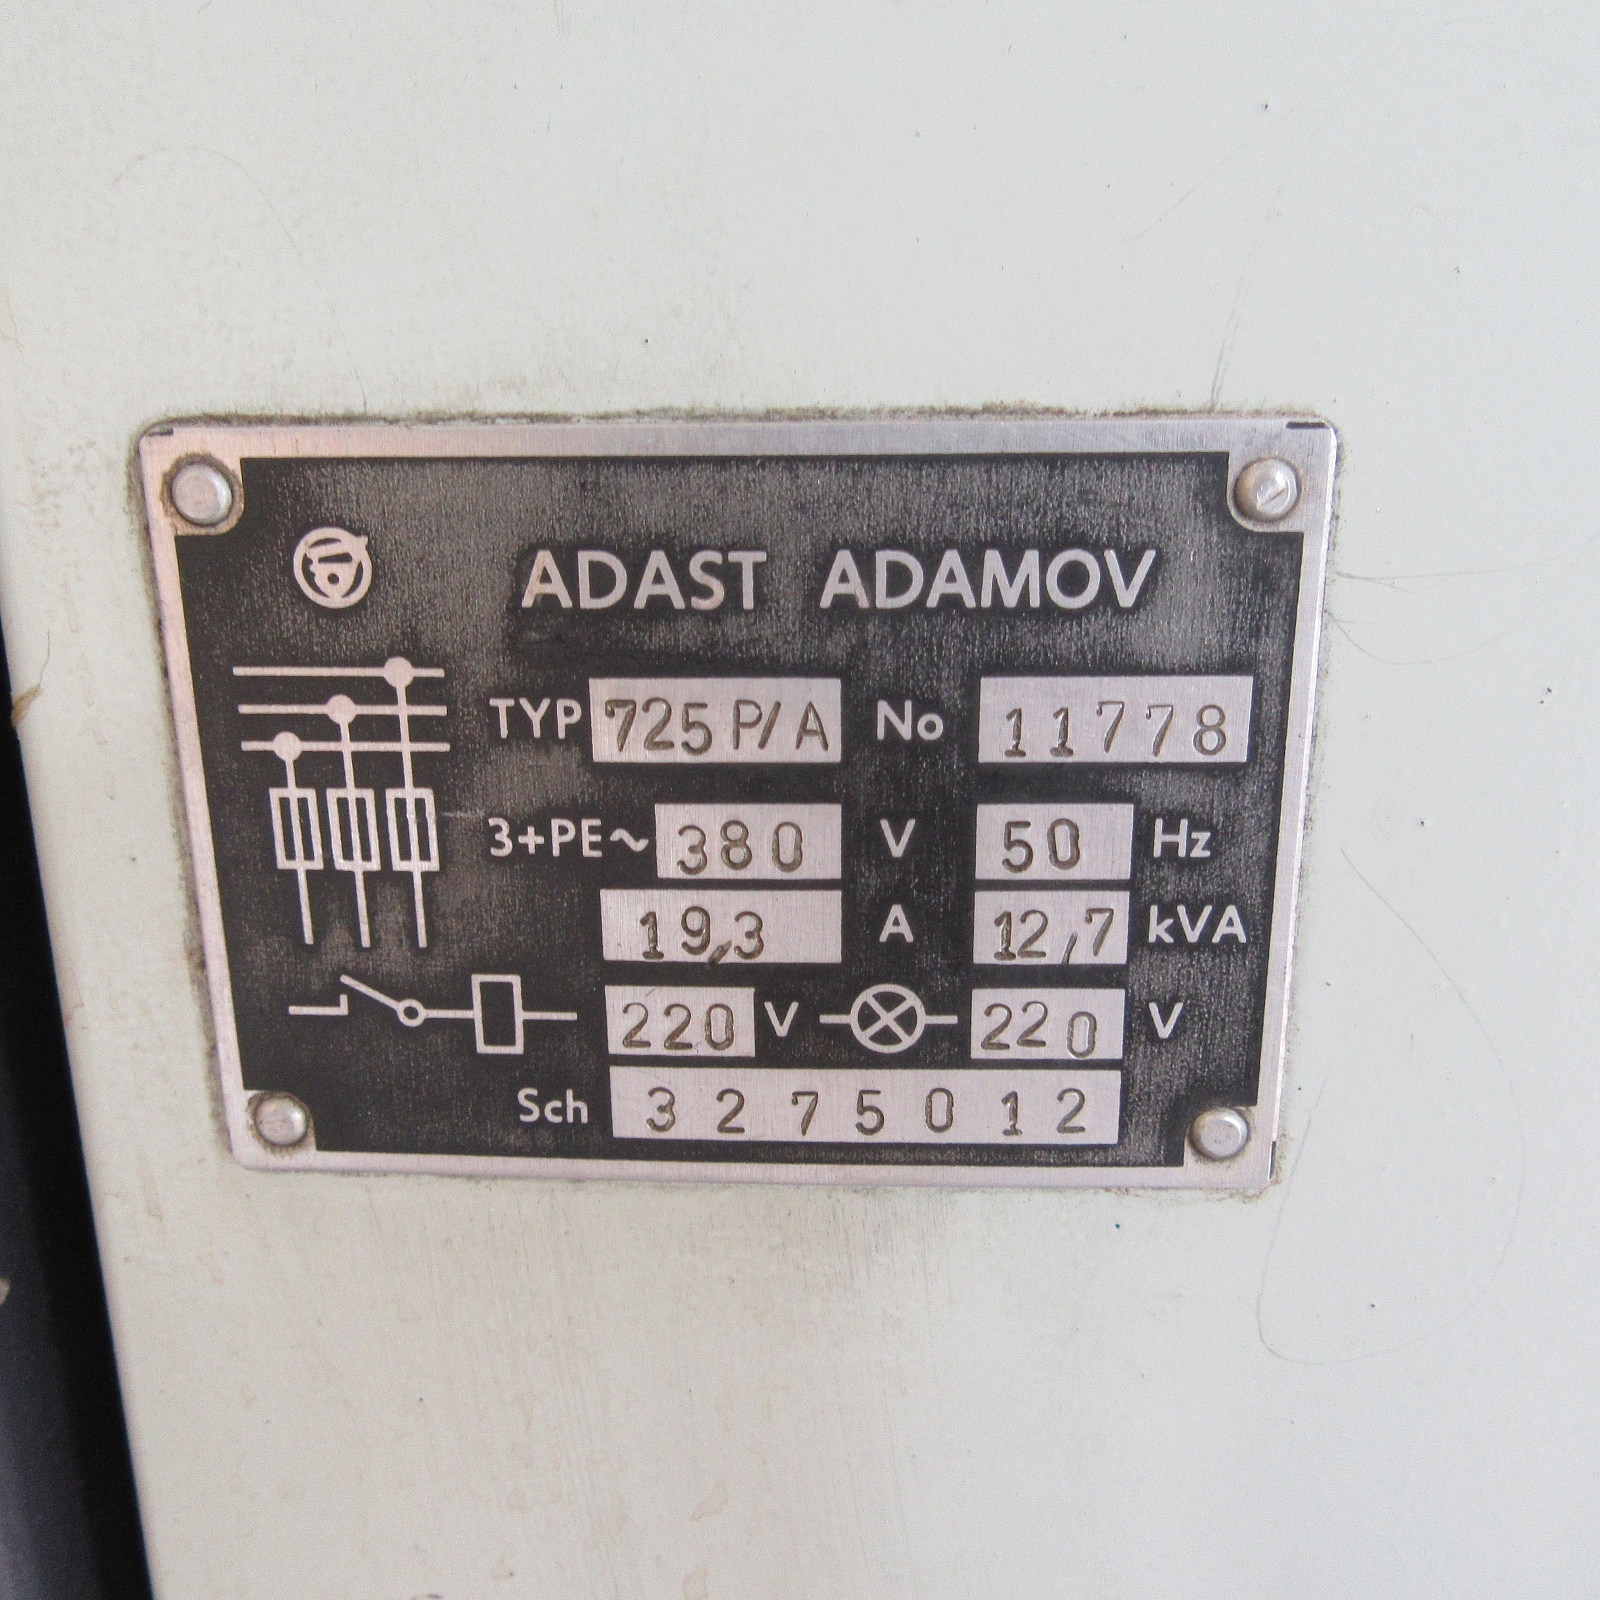 ADAST ADAMOV
TYP 725P/A No 11778
3+PE~ 380 V 50 Hz
19,3 A 12,7 kVA
220 V 220 V
Sch 3275012